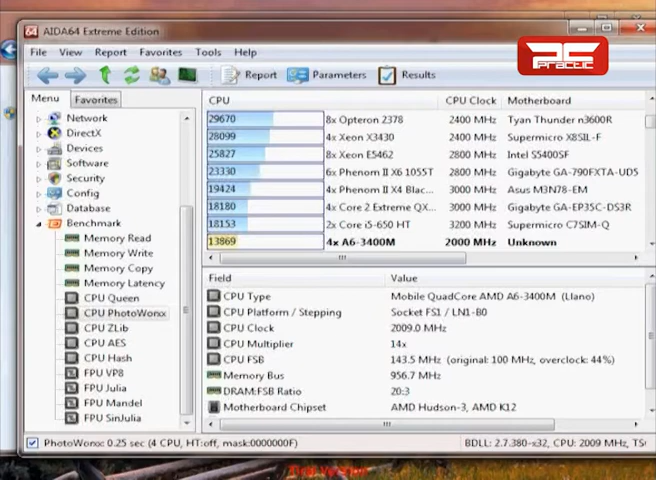 64 AIDA64 Extreme Edition
File View Report Favorites Tools Help
Practic
Report Parameters Results
Menu Favorites
CPU CPU Clock Motherboard
Network
DirectX
Devices
Software
Security
Config
Database
Benchmark
Memory Read
Memory Write
Memory Copy
Memory Latency
CPU Queen
CPU PhotoWorxx
CPU ZLib
CPU AES
CPU Hash
FPU VP8
FPU Julia
FPU Mandel
FPU SinJulia
29670 8x Opteron 2378 2400 MHz Tyan Thunder n3600R
28099 4x Xeon X3430 2400 MHz Supermicro X8SIL-F
25827 8x Xeon E5462 2800 MHz Intel S5400SF
23330 6x Phenom II X6 1055T 2800 MHz Gigabyte GA-790FXTA-UD5
19424 4x Phenom II X4 Blac... 3000 MHz Asus M3N78-EM
18180 4x Core 2 Extreme QX... 3000 MHz Gigabyte GA-EP35C-DS3R
18153 2x Core i5-650 HT 3200 MHz Supermicro C7SIM-Q
13869 4x A6-3400M 2000 MHz Unknown
Field Value
CPU Type Mobile QuadCore AMD A6-3400M (Llano)
CPU Platform / Stepping Socket FS1 / LN1-B0
CPU Clock 2009.0 MHz
CPU Multiplier 14x
CPU FSB 143.5 MHz (original: 100 MHz, overclock: 44%)
Memory Bus 956.7 MHz
DRAM:FSB Ratio 20:3
Motherboard Chipset AMD Hudson-3, AMD K12
PhotoWorxx: 0.25 sec (4 CPU, HT:off, mask:0000000F) BDLL: 2.7.380-x32, CPU: 2009 MHz, TS